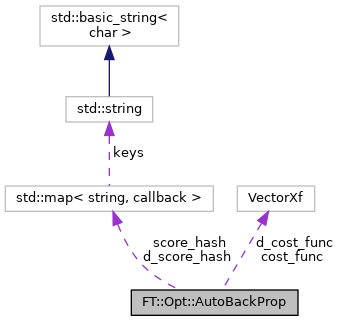 std::basic_string<
char >
std::string
keys
std::map< string, callback >
VectorXf
score_hash
d_score_hash
d_cost_func
cost_func
FT::Opt::AutoBackProp